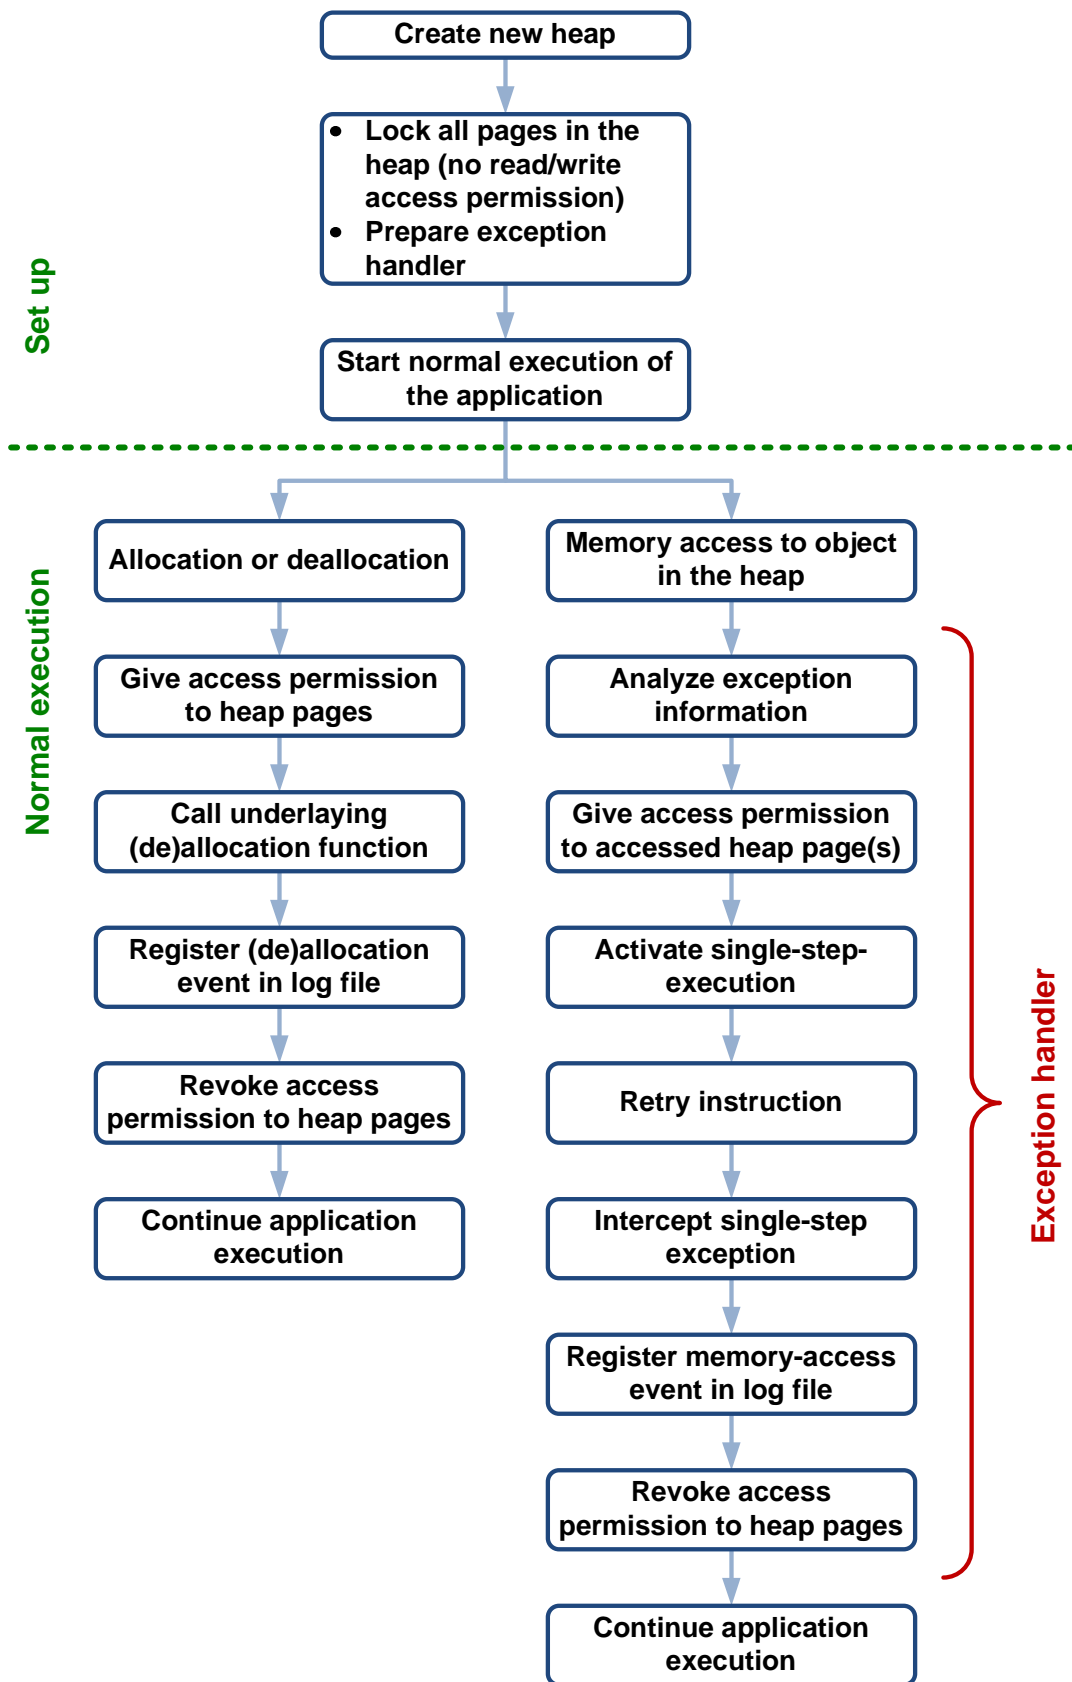 Create new heap
• Lock all pages in the
heap (no read/write
access permission)
• Prepare exception
handler
Set up
Start normal execution of
the application
Normal execution
Allocation or deallocation
Give access permission
to heap pages
Call underlaying
(de)allocation function
Register (de)allocation
event in log file
Revoke access
permission to heap pages
Continue application
execution
Memory access to object
in the heap
Analyze exception
information
Give access permission
to accessed heap page(s)
Activate single-step-
execution
Retry instruction
Intercept single-step
exception
Register memory-access
event in log file
Revoke access
permission to heap pages
Continue application
execution
Exception handler